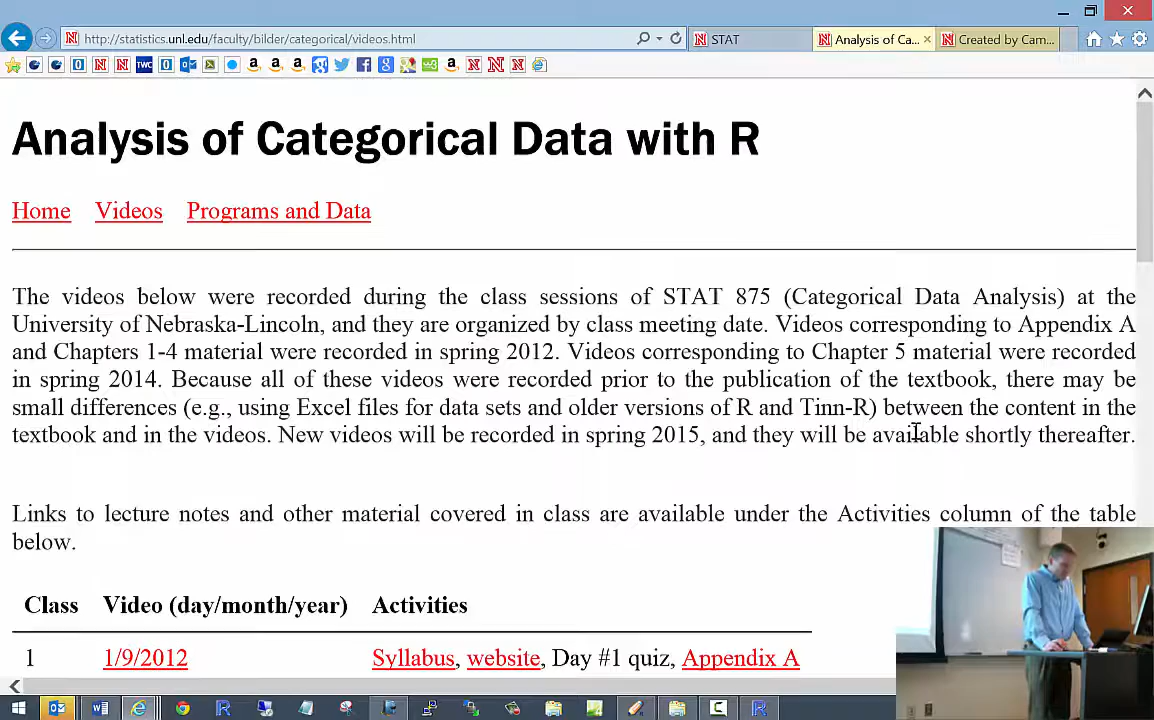 http://statistics.unl.edu/faculty/bilder/categorical/videos.html
STAT
Analysis of Ca...
Created by Cam...
Analysis of Categorical Data with R
Home Videos Programs and Data
The videos below were recorded during the class sessions of STAT 875 (Categorical Data Analysis) at the
University of Nebraska-Lincoln, and they are organized by class meeting date. Videos corresponding to Appendix A
and Chapters 1-4 material were recorded in spring 2012. Videos corresponding to Chapter 5 material were recorded
in spring 2014. Because all of these videos were recorded prior to the publication of the textbook, there may be
small differences (e.g., using Excel files for data sets and older versions of R and Tinn-R) between the content in the
textbook and in the videos. New videos will be recorded in spring 2015, and they will be available shortly thereafter.
Links to lecture notes and other material covered in class are available under the Activities column of the table
below.
Class Video (day/month/year) Activities
1 1/9/2012 Syllabus, website, Day #1 quiz, Appendix A